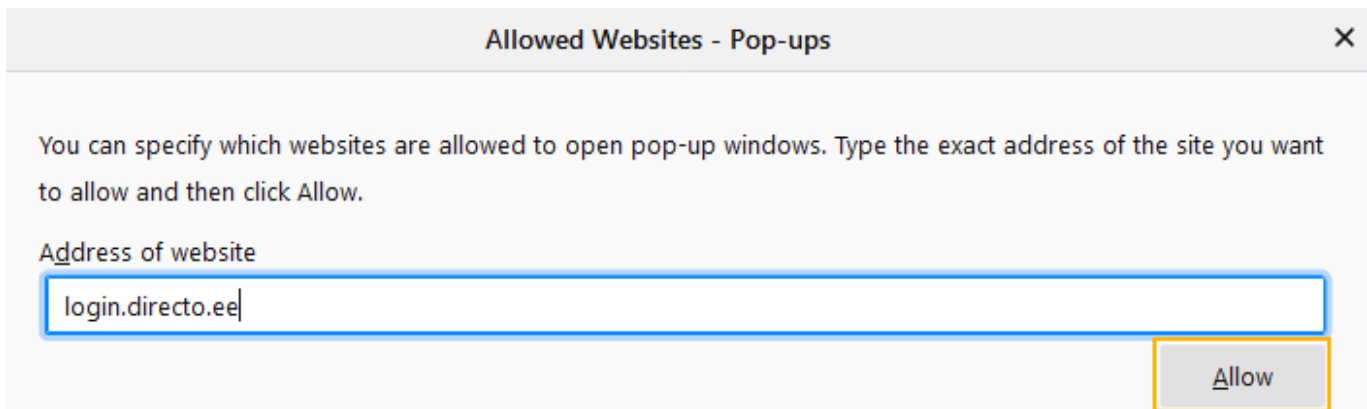 Allowed Websites - Pop-ups
You can specify which websites are allowed to open pop-up windows. Type the exact address of the site you want
to allow and then click Allow.
Address of website
login.directo.ee
Allow